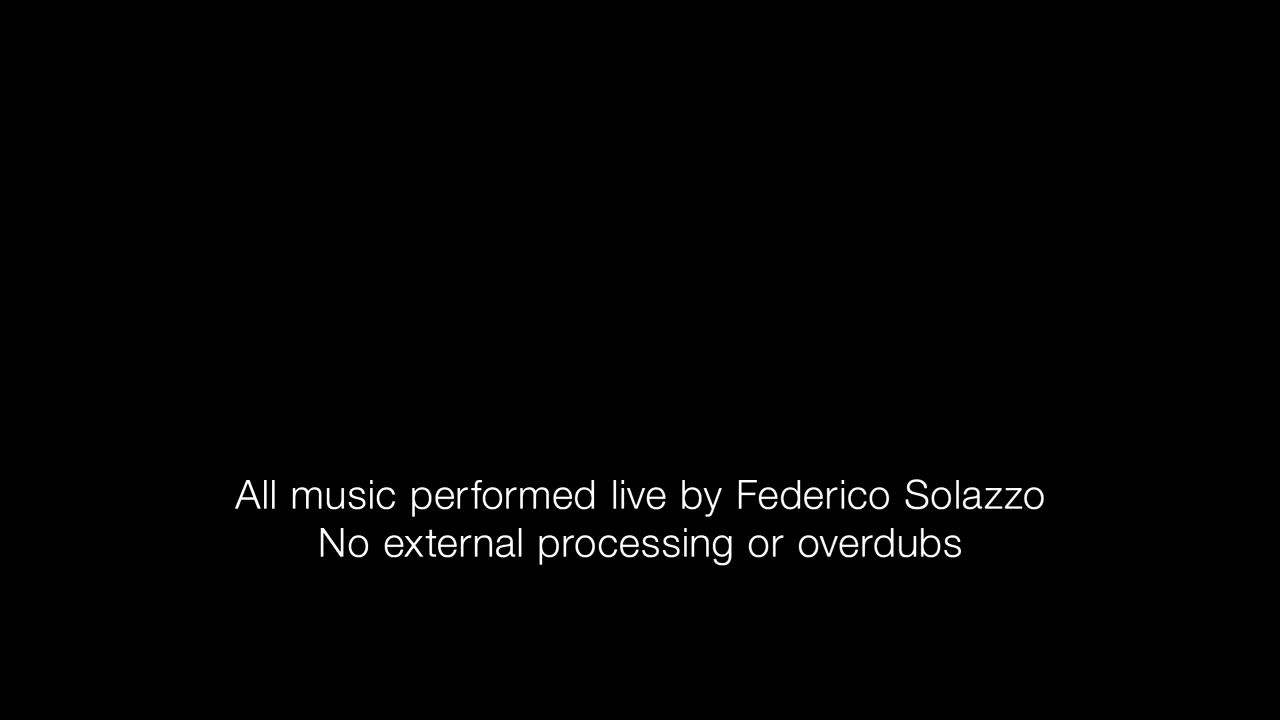 All music performed live by Federico Solazzo
No external processing or overdubs